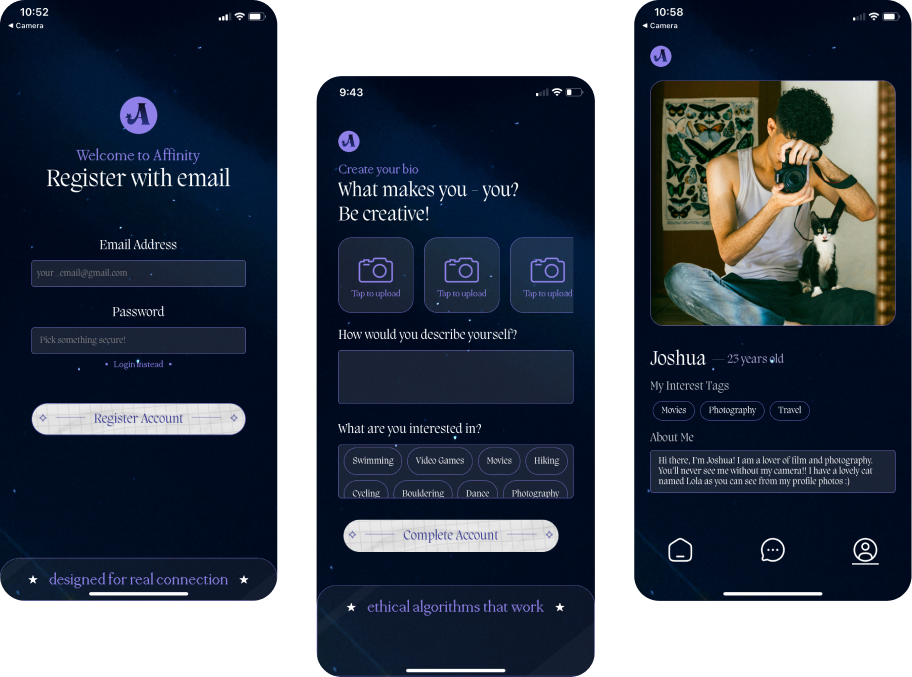 10:52
◀ Camera
A
Welcome to Affinity
Register with email
Email Address
your_email@gmail.com
Password
Pick something secure!
• Login instead •
Register Account
★ designed for real connection ★
9:43
A
Create your bio
What makes you - you?
Be creative!
Tap to upload
Tap to upload
Tap to upload
How would you describe yourself?
What are you interested in?
Swimming Video Games Movies Hiking
Cycling Bouldering Dance Photography
Complete Account
★ ethical algorithms that work ★
10:58
◀ Camera
A
Joshua — 23 years old
My Interest Tags
Movies Photography Travel
About Me
Hi there, I'm Joshua! I am a lover of film and photography.
You'll never see me without my camera!! I have a lovely cat
named Lola as you can see from my profile photos :)